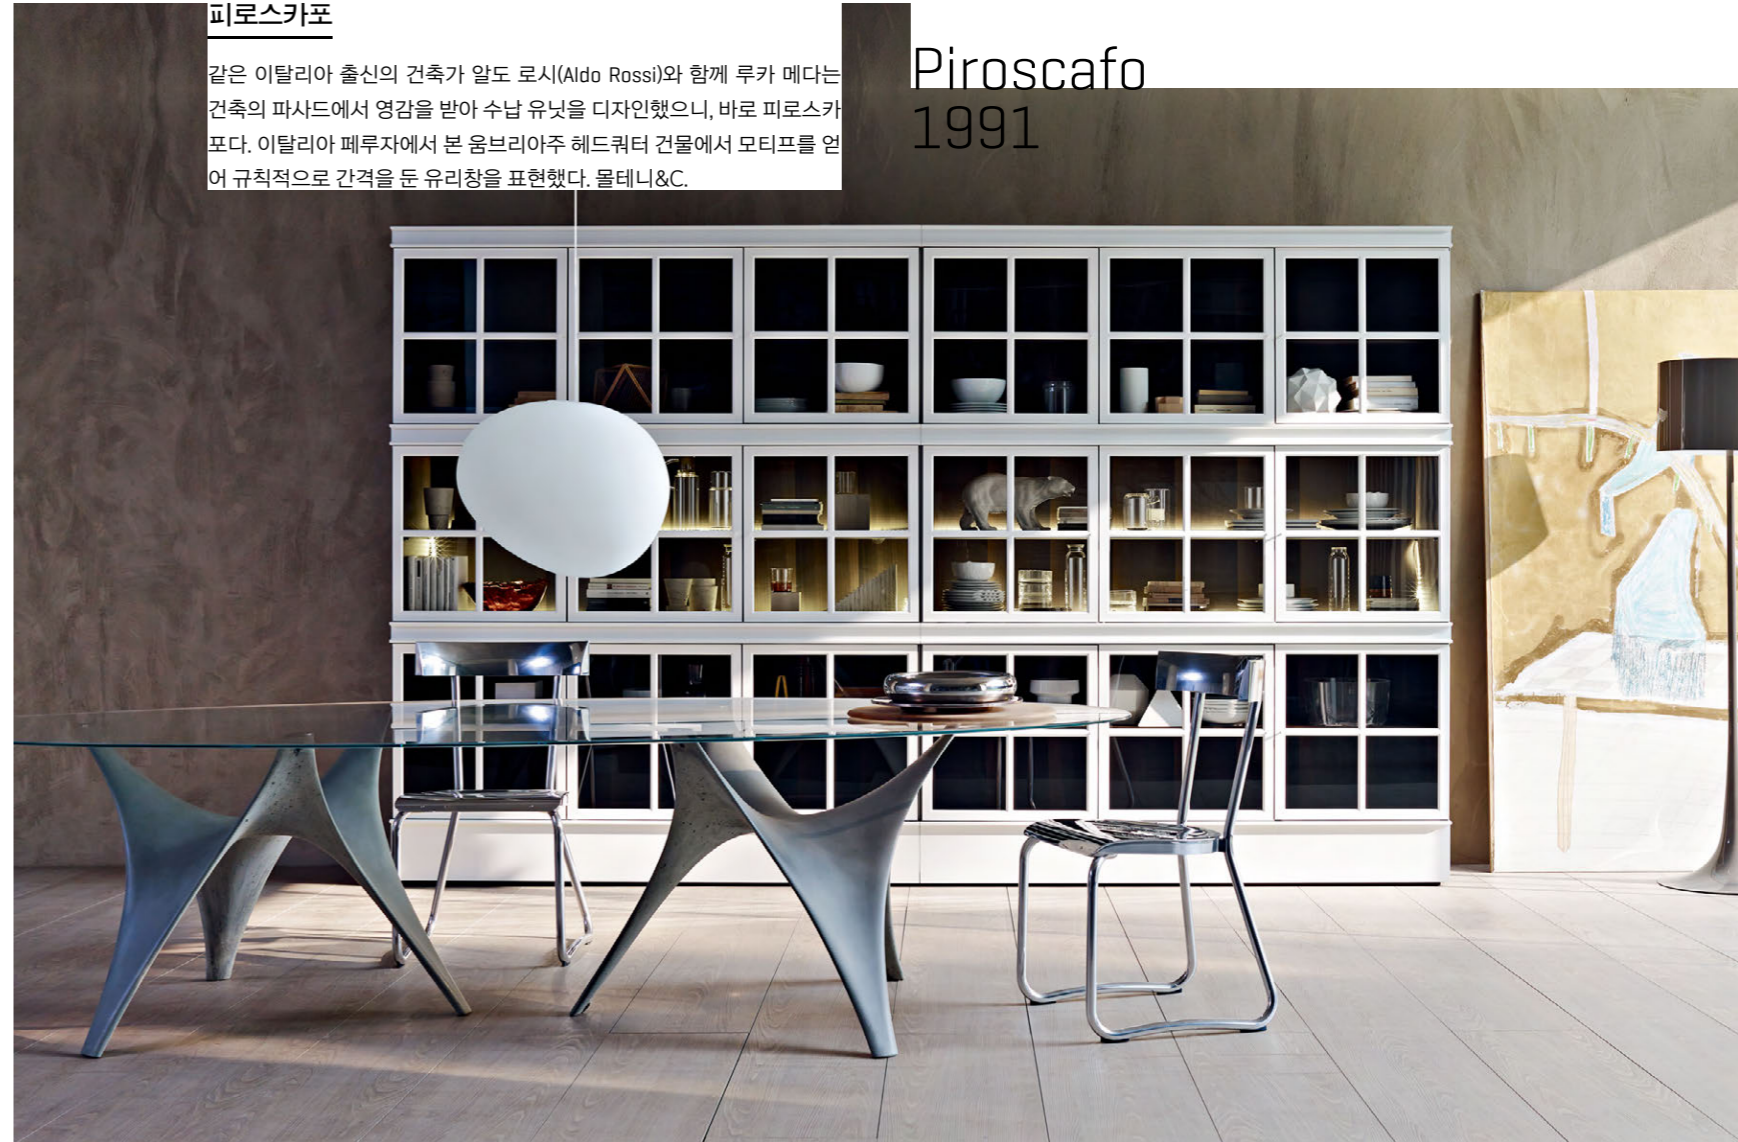 피로스카포
같은 이탈리아 출신의 건축가 알도 로시(Aldo Rossi)와 함께 루카 메다는
건축의 파사드에서 영감을 받아 수납 유닛을 디자인했으니, 바로 피로스카
포다. 이탈리아 페루자에서 본 움브리아주 헤드쿼터 건물에서 모티프를 얻
어 규칙적으로 간격을 둔 유리창을 표현했다. 몰테니&C.
Piroscafo
1991